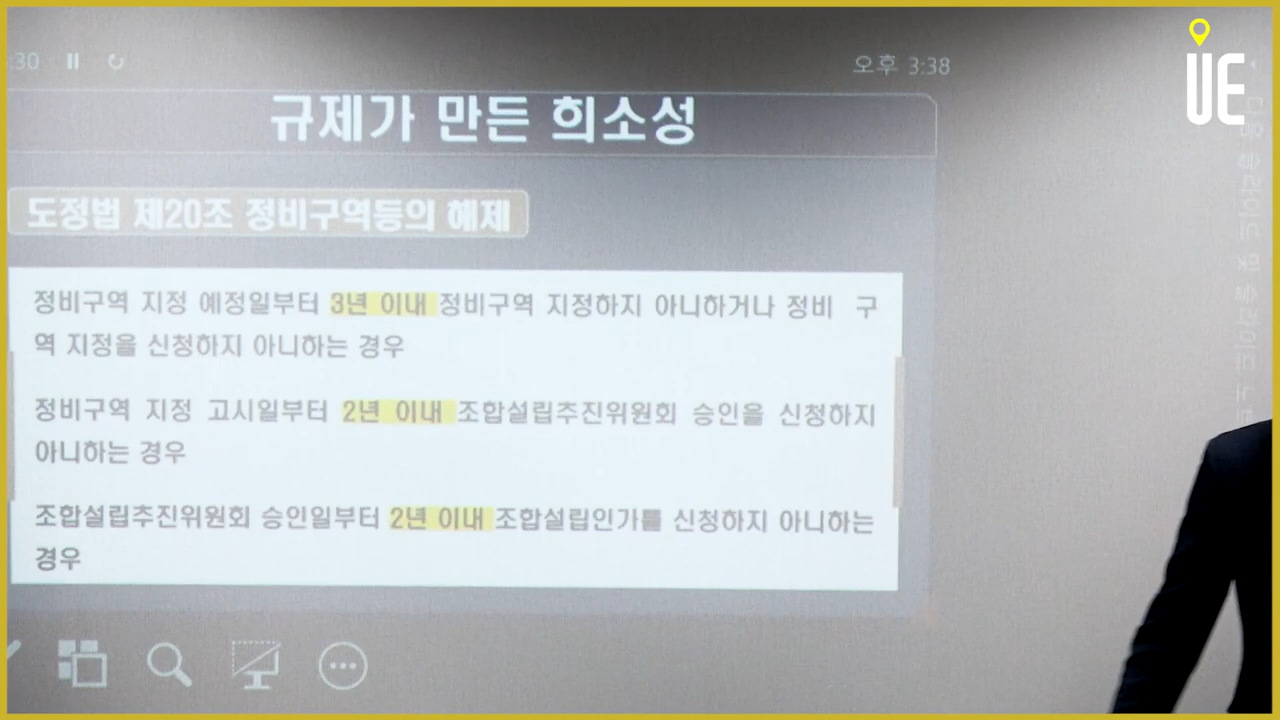 :30
오후 3:38
UE
규제가 만든 희소성
도정법 제20조 정비구역등의 해제
정비구역 지정 예정일부터 3년 이내 정비구역 지정하지 아니하거나 정비 구
역 지정을 신청하지 아니하는 경우
정비구역 지정 고시일부터 2년 이내 조합설립추진위원회 승인을 신청하지
아니하는 경우
조합설립추진위원회 승인일부터 2년 이내 조합설립인가를 신청하지 아니하는
경우